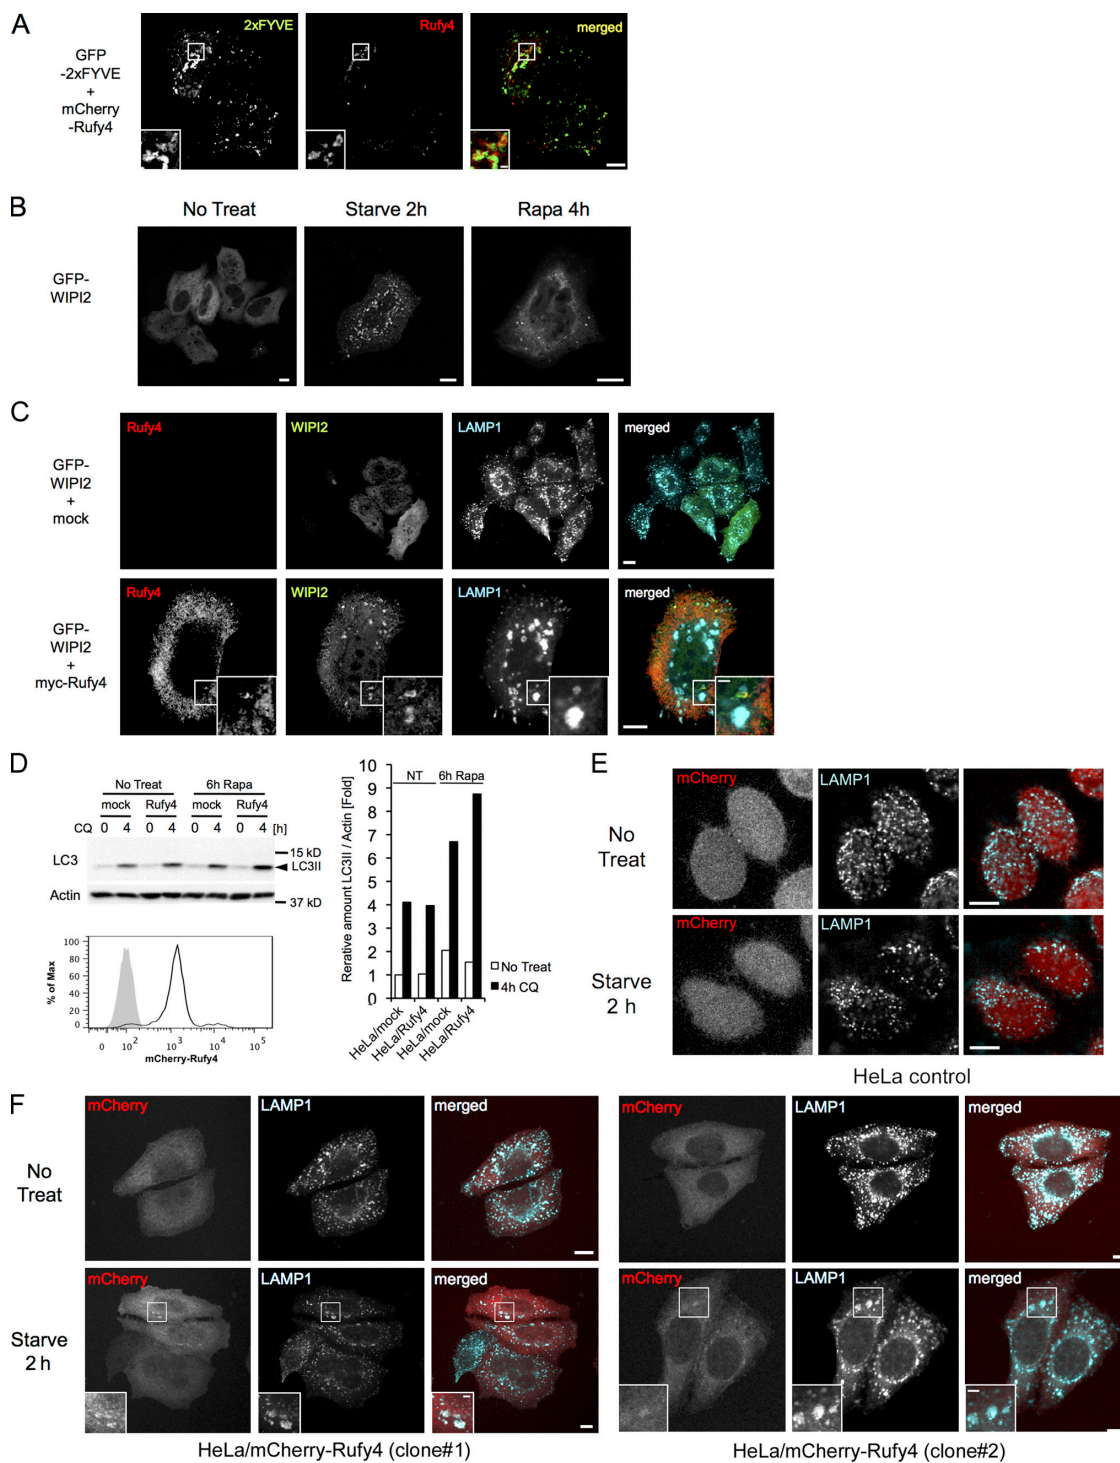 A
GFP
-2xFYVE
+
mCherry
-Rufy4
2xFYVE
Rufy4
merged
B
No Treat
Starve 2h
Rapa 4h
GFP-
WIPI2
C
GFP-
WIPI2
+
mock
Rufy4
WIPI2
LAMP1
merged
GFP-
WIPI2
+
myc-Rufy4
Rufy4
WIPI2
LAMP1
merged
D
No Treat
6h Rapa
mock
Rufy4
mock
Rufy4
CQ
0 4 0 4 0 4 0 4 [h]
LC3
15 kD
LC3II
Actin
37 kD
% of Max
100
80
60
40
20
0
0 10² 10³ 10⁴ 10⁵
mCherry-Rufy4
Rerative amount LC3II / Actin [Fold]
10
9
8
7
6
5
4
3
2
1
0
NT
6h Rapa
No Treat
4h CQ
HeLa/mock
HeLa/Rufy4
HeLa/mock
HeLa/Rufy4
E
No
Treat
mCherry
LAMP1
Starve
2 h
mCherry
LAMP1
HeLa control
F
No
Treat
mCherry
LAMP1
merged
mCherry
LAMP1
merged
Starve
2 h
mCherry
LAMP1
merged
mCherry
LAMP1
merged
HeLa/mCherry-Rufy4 (clone#1)
HeLa/mCherry-Rufy4 (clone#2)